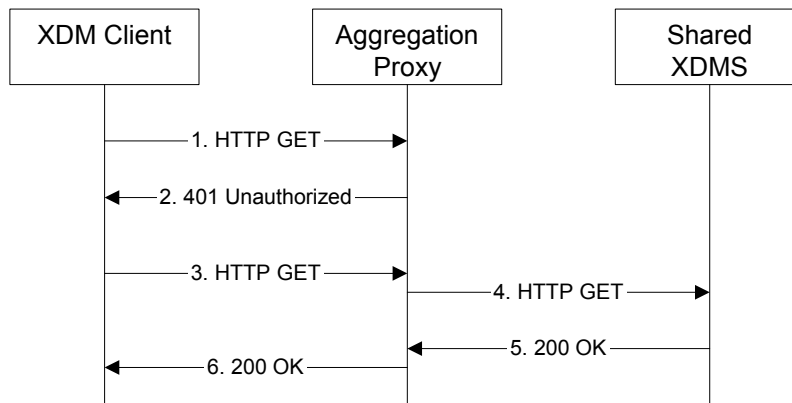 XDM Client
Aggregation
Proxy
Shared
XDMS
1. HTTP GET
2. 401 Unauthorized
3. HTTP GET
4. HTTP GET
5. 200 OK
6. 200 OK